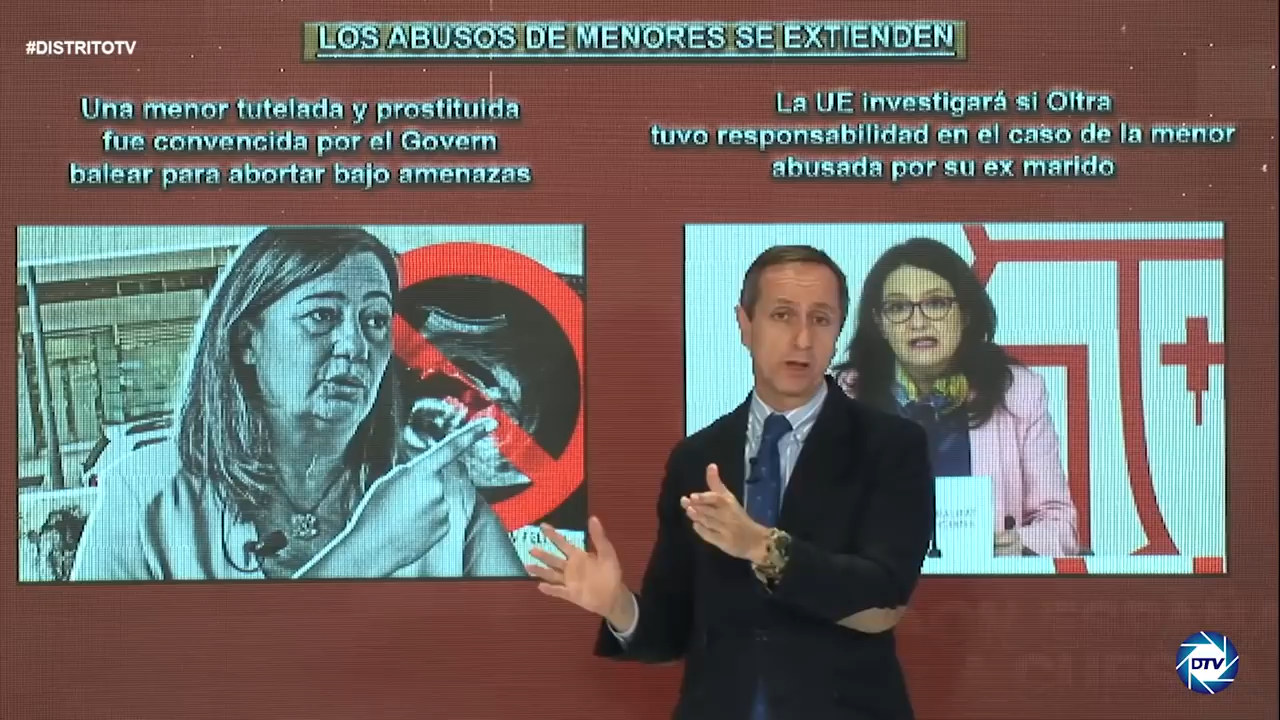 #DISTRITOTV
LOS ABUSOS DE MENORES SE EXTIENDEN
Una menor tutelada y prostituida
fue convencida por el Govern
balear para abortar bajo amenazas
La UE investigará si Oltra
tuvo responsabilidad en el caso de la menor
abusada por su ex marido
DTV